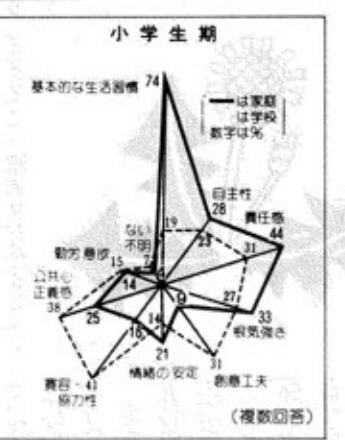 小学生期
74
基本的な生活習慣
は家庭
は学校
数字は%
自主性
28
責任感
44
ない
不明
19
23
31
勤労意欲
15
14
公共心
正義感
38
25
9
27
33
根気強さ
18
14
21
31
寛容・
協力性
41
情緒の安定
創意工夫
(複数回答)